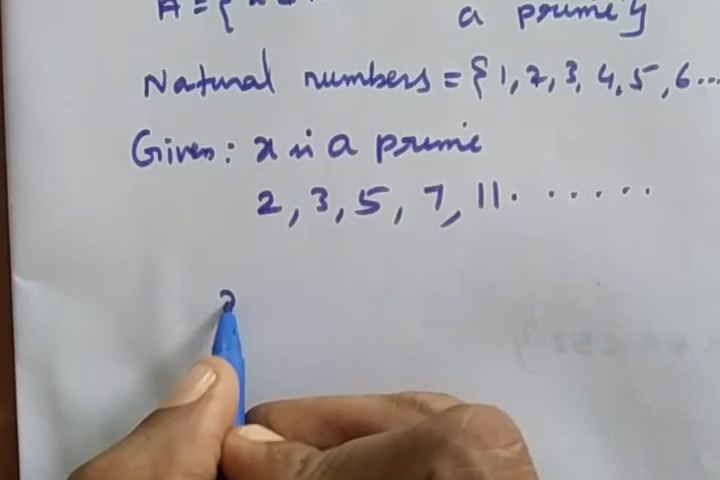 A = {
a prime}
Natural numbers = {1, 2, 3, 4, 5, 6...
Given: x is a prime
2, 3, 5, 7, 11. . . . . . .